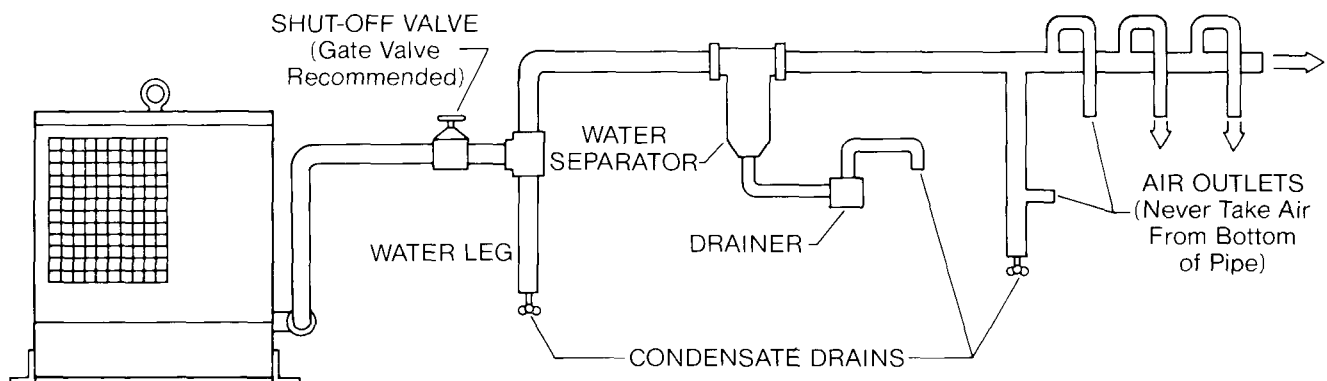 SHUT-OFF VALVE
(Gate Valve
Recommended)
WATER
SEPARATOR
WATER LEG
DRAINER
AIR OUTLETS
(Never Take Air
From Bottom
of Pipe)
CONDENSATE DRAINS